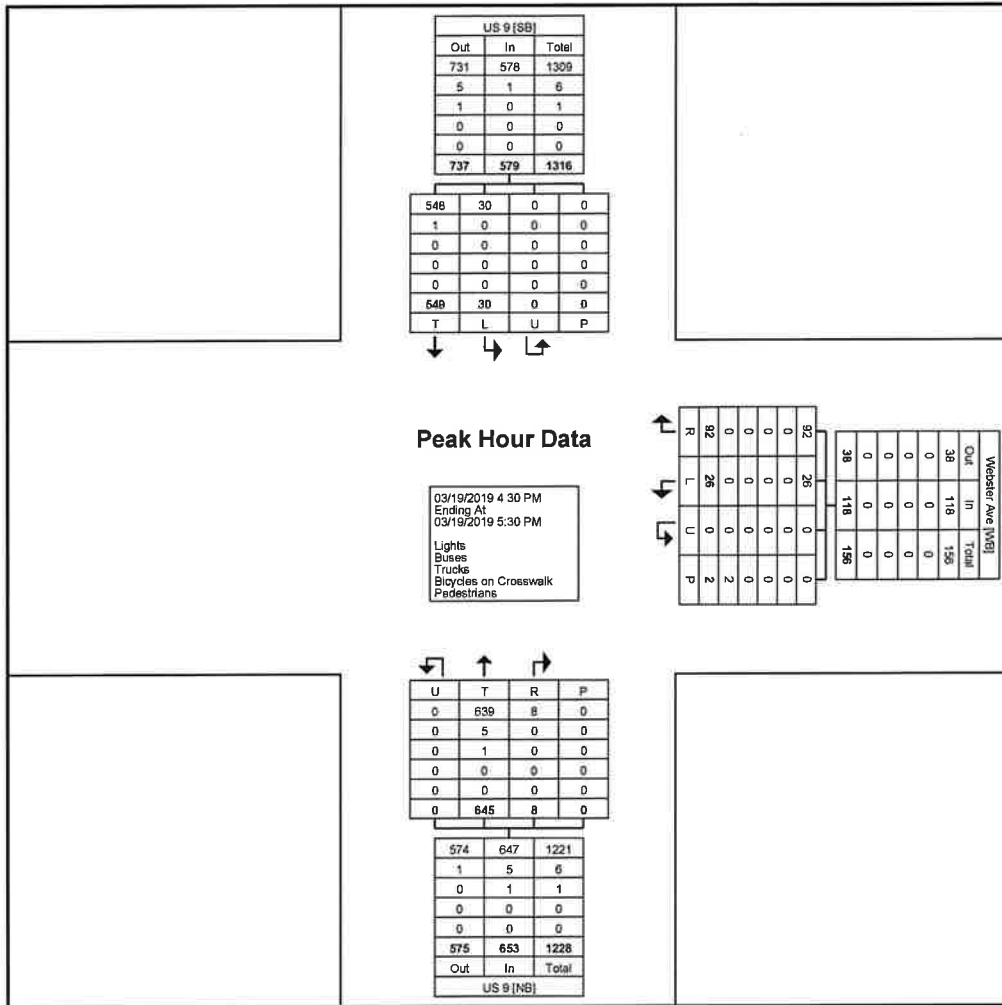 US 9 [SB]
Out In Total
731 578 1309
5 1 6
1 0 1
0 0 0
0 0 0
737 579 1316
548 30 0 0
1 0 0 0
0 0 0 0
0 0 0 0
0 0 0 0
549 30 0 0
T L U P
Peak Hour Data
03/19/2019 4:30 PM
Ending At
03/19/2019 5:30 PM
Lights
Buses
Trucks
Bicycles on Crosswalk
Pedestrians
R 92 0 0 0 0 92
L 26 0 0 0 0 26
U 0 0 0 0 0 0
P 2 2 0 0 0 0
Webster Ave [WB]
Out In Total
38 118 156
0 0 0
0 0 0
0 0 0
0 0 0
38 118 156
U T R P
0 639 8 0
0 5 0 0
0 1 0 0
0 0 0 0
0 0 0 0
0 645 8 0
574 647 1221
1 5 6
0 1 1
0 0 0
0 0 0
575 653 1228
Out In Total
US 9 [NB]